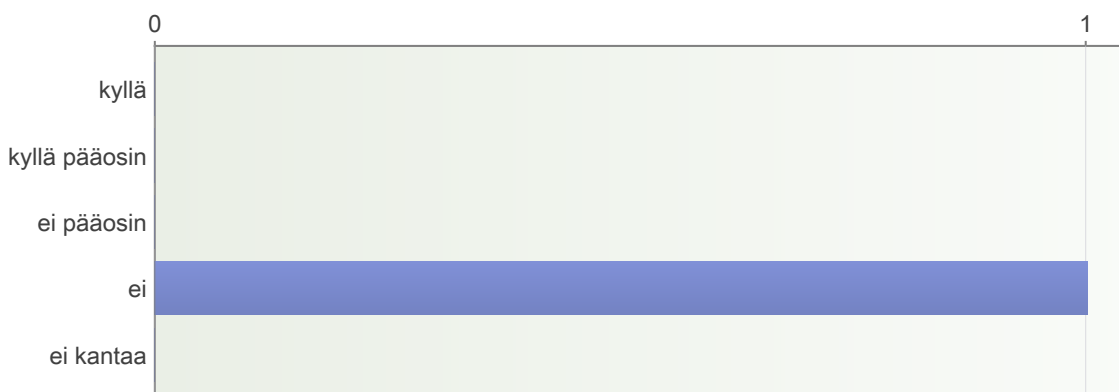 0 1
kyllä
kyllä pääosin
ei pääosin
ei
ei kantaa